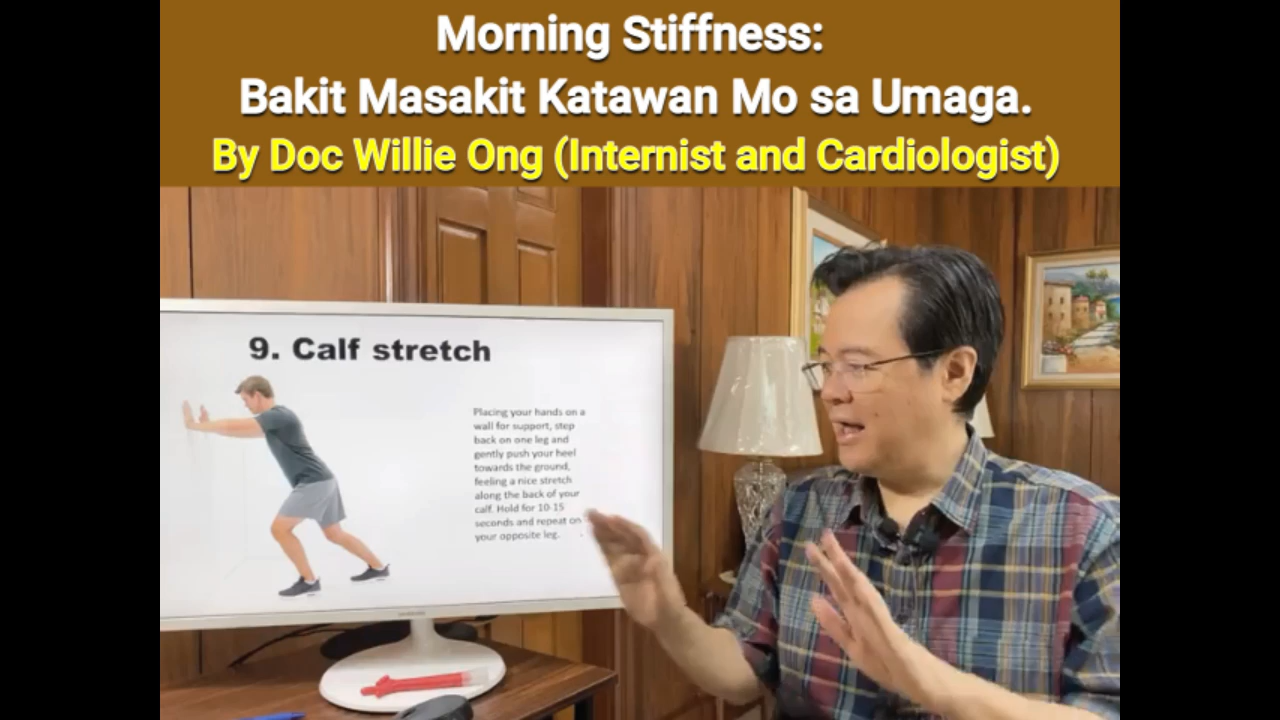 Morning Stiffness:
Bakit Masakit Katawan Mo sa Umaga.
By Doc Willie Ong (Internist and Cardiologist)
9. Calf stretch
Placing your hands on a
wall for support, step
back on one leg and
gently push your heel
towards the ground,
feeling a nice stretch
along the back of your
calf. Hold for 10-15
seconds and repeat on
your opposite leg.